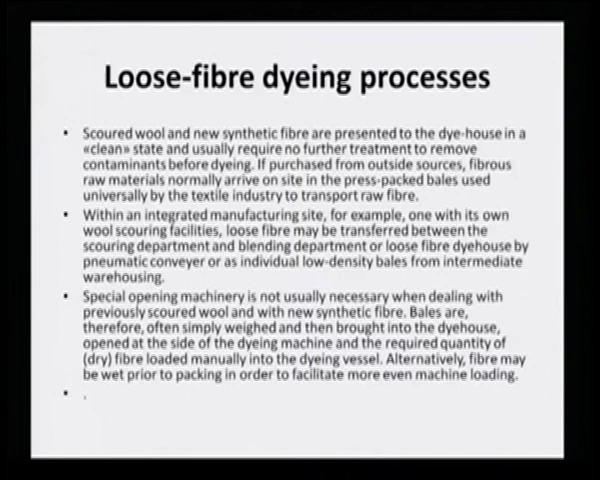 Loose-fibre dyeing processes
• Scoured wool and new synthetic fibre are presented to the dye-house in a
«clean» state and usually require no further treatment to remove
contaminants before dyeing. If purchased from outside sources, fibrous
raw materials normally arrive on site in the press-packed bales used
universally by the textile industry to transport raw fibre.
• Within an integrated manufacturing site, for example, one with its own
wool scouring facilities, loose fibre may be transferred between the
scouring department and blending department or loose fibre dyehouse by
pneumatic conveyer or as individual low-density bales from intermediate
warehousing.
• Special opening machinery is not usually necessary when dealing with
previously scoured wool and with new synthetic fibre. Bales are,
therefore, often simply weighed and then brought into the dyehouse,
opened at the side of the dyeing machine and the required quantity of
(dry) fibre loaded manually into the dyeing vessel. Alternatively, fibre may
be wet prior to packing in order to facilitate more even machine loading.
• .